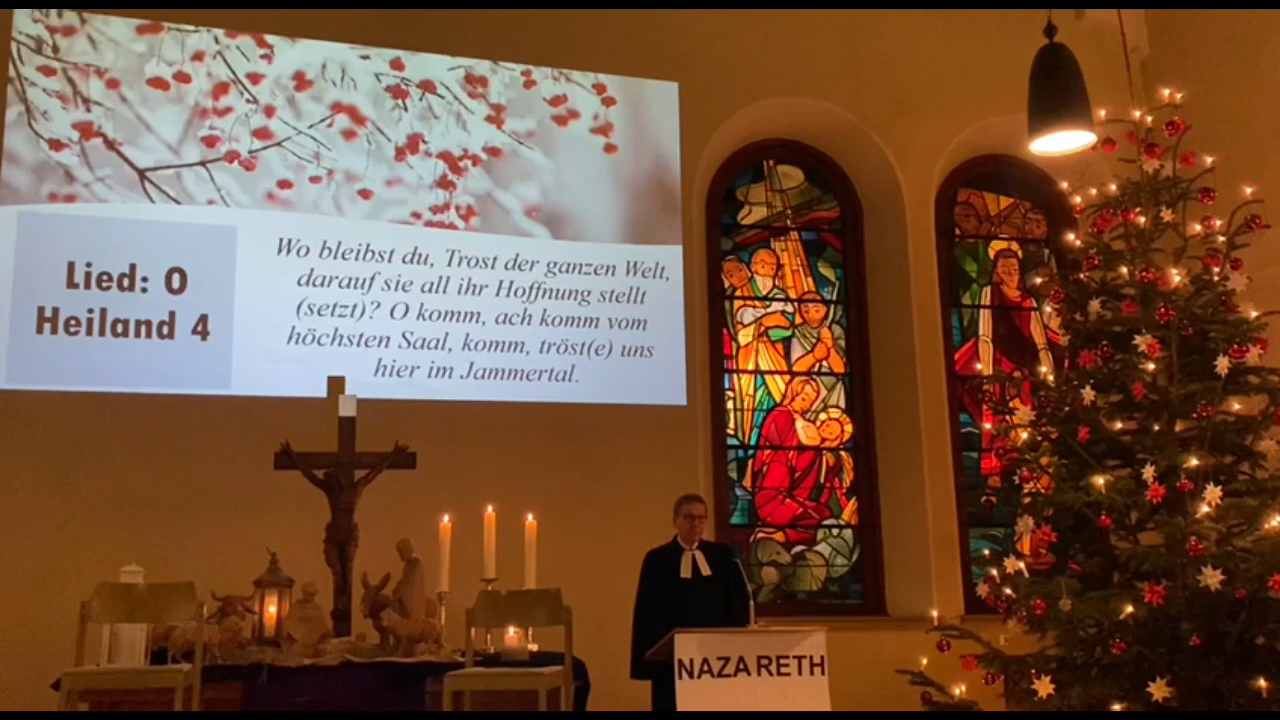 Lied: O
Heiland 4
Wo bleibst du, Trost der ganzen Welt,
darauf sie all ihr Hoffnung stellt
(setzt)? O komm, ach komm vom
höchsten Saal, komm, tröst(e) uns
hier im Jammertal.
NAZARETH